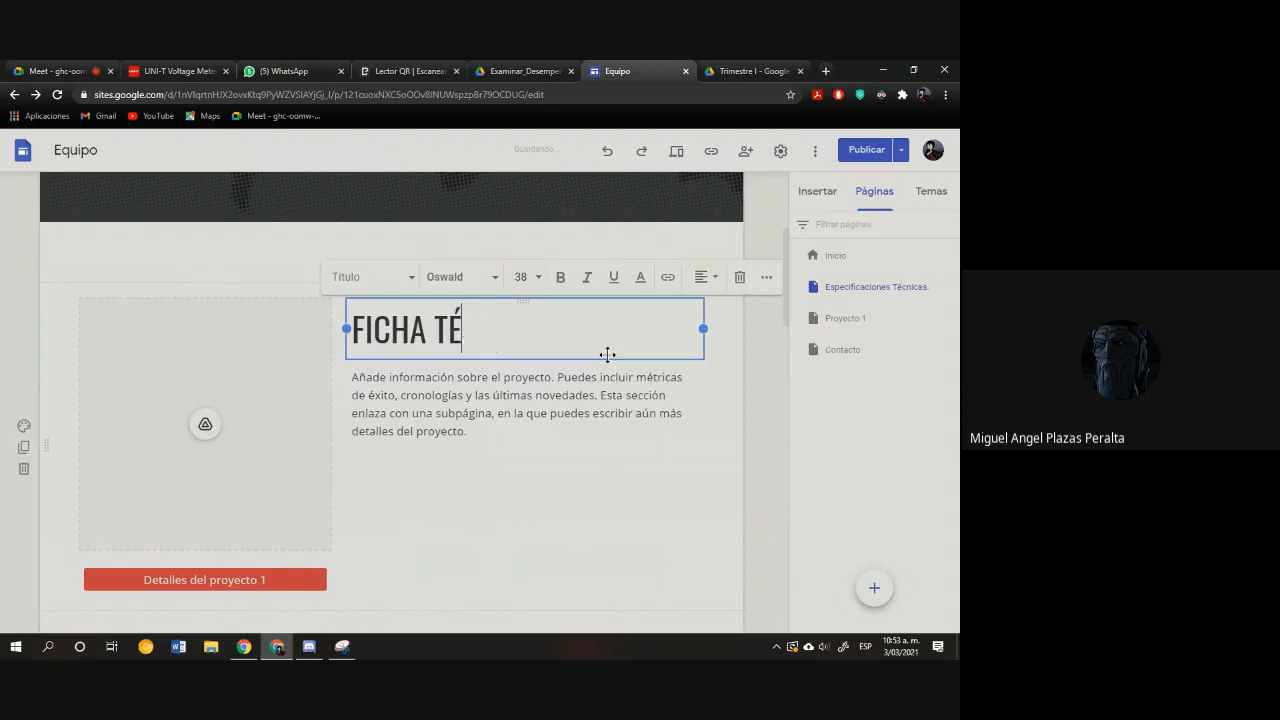 Meet - ghc-oom
UNI-T Voltage Mete
(5) WhatsApp
Lector QR | Escanea
Examinar_Desempe
Equipo
Trimestre I - Google
sites.google.com/d/1nVIqrtnHJX2ovxKtq9PyWZVSIAYjGj_I/p/121cuoxNXC5oOOv8INUWspzp8r79OCDUG/edit
Aplicaciones
Gmail
YouTube
Maps
Meet - ghc-oomw-...
Equipo
Guardando...
Publicar
Insertar
Páginas
Temas
Filtrar páginas
Inicio
Especificaciones Técnicas.
Proyecto 1
Contacto
Título
Oswald
38
B
I
U
A
FICHA TÉ
Añade información sobre el proyecto. Puedes incluir métricas
de éxito, cronologías y las últimas novedades. Esta sección
enlaza con una subpágina, en la que puedes escribir aún más
detalles del proyecto.
Detalles del proyecto 1
Miguel Angel Plazas Peralta
ESP
10:53 a. m.
3/03/2021